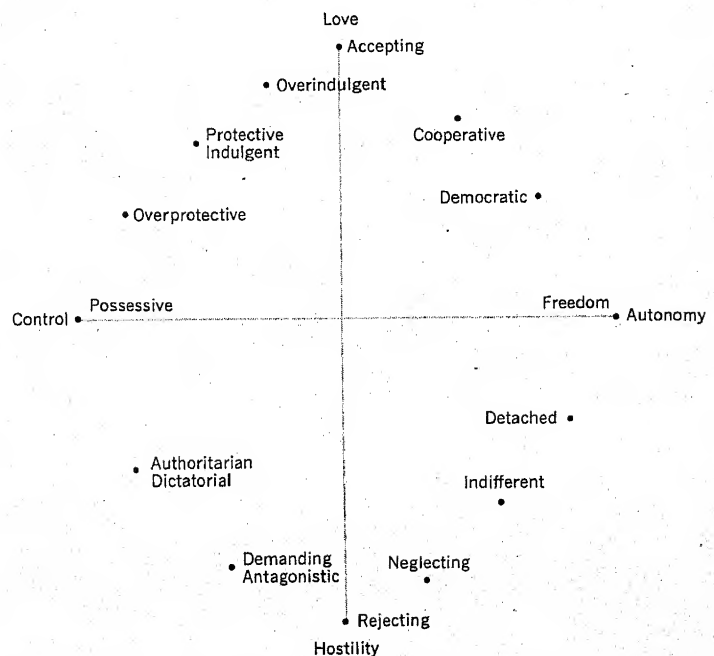 Love
Accepting
Overindulgent
Cooperative
Protective
Indulgent
Democratic
Overprotective
Possessive
Freedom
Control
Autonomy
Detached
Authoritarian
Dictatorial
Indifferent
Demanding
Antagonistic
Neglecting
Rejecting
Hostility